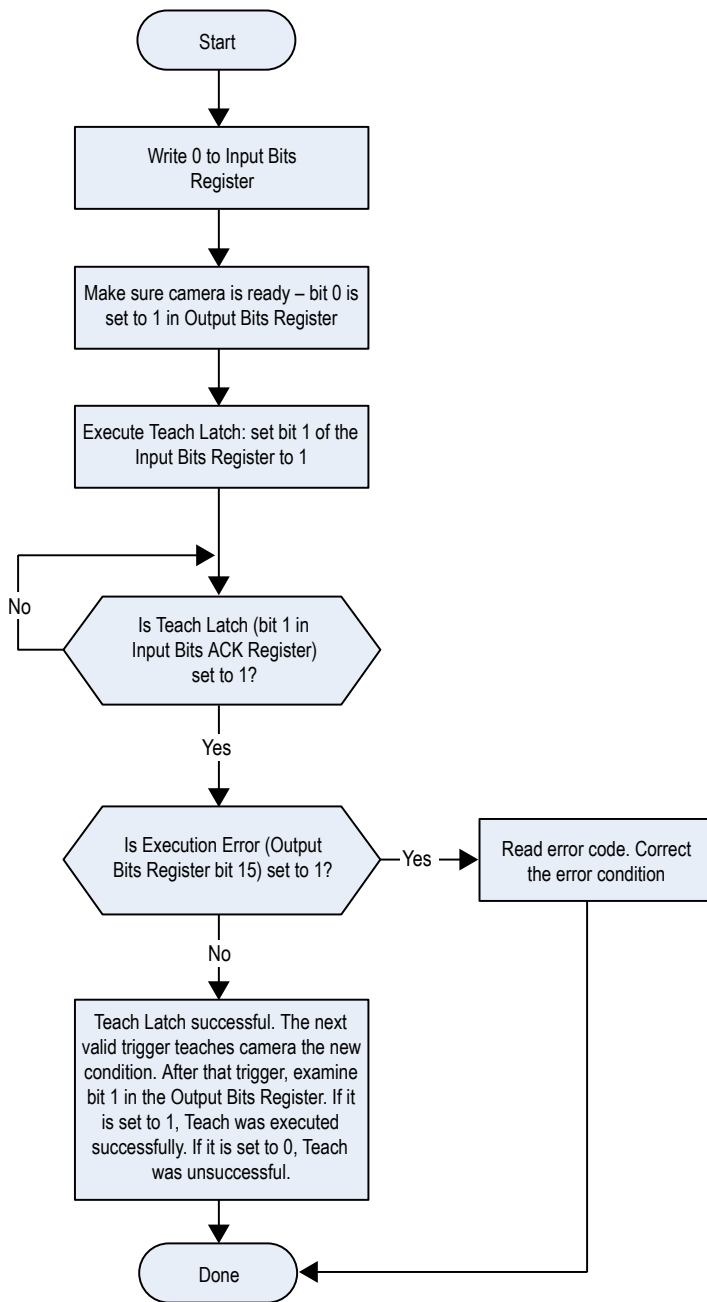 Start
Write 0 to Input Bits
Register
Make sure camera is ready – bit 0 is
set to 1 in Output Bits Register
Execute Teach Latch: set bit 1 of the
Input Bits Register to 1
No
Is Teach Latch (bit 1 in
Input Bits ACK Register)
set to 1?
Yes
Is Execution Error (Output
Bits Register bit 15) set to 1?
Yes
Read error code. Correct
the error condition
No
Teach Latch successful. The next
valid trigger teaches camera the new
condition. After that trigger, examine
bit 1 in the Output Bits Register. If it
is set to 1, Teach was executed
successfully. If it is set to 0, Teach
was unsuccessful.
Done